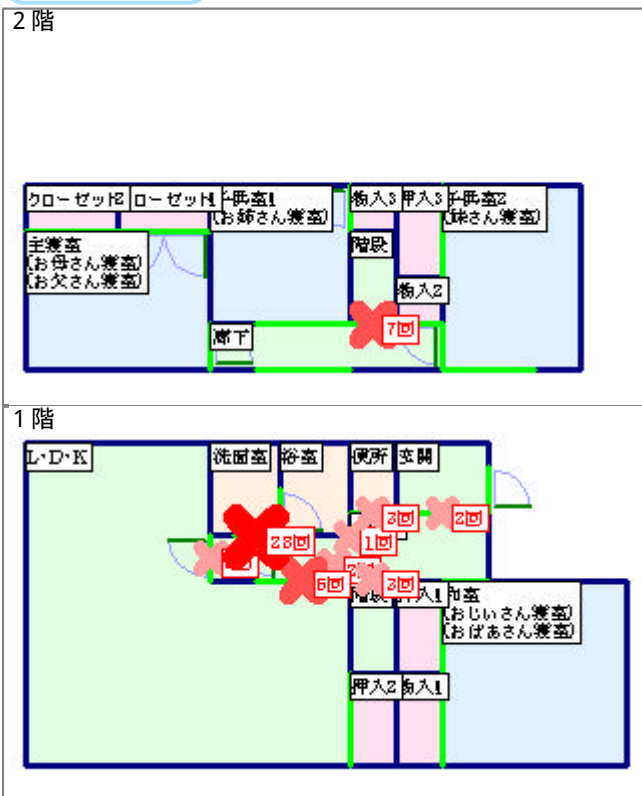 2階
クローゼット2
ローゼット1
子供室1
(お姉さん寝室)
物入3
押入3
子供室2
(妹さん寝室)
主寝室
(お母さん寝室)
(お父さん寝室)
階段
物入2
廊下
7回
1階
L・D・K
洗面室
浴室
便所
玄関
3回
2回
23回
1回
6回
3回
階段
押入1
和室
(おじいさん寝室)
(おばあさん寝室)
押入2
物入1